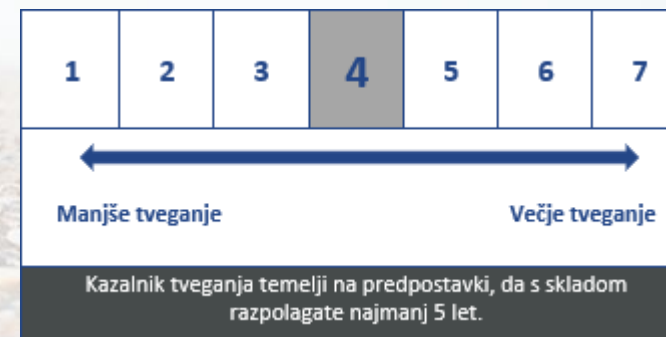 1 2 3 4 5 6 7
Manjše tveganje Večje tveganje
Kazalnik tveganja temelji na predpostavki, da s skladom
razpolagate najmanj 5 let.